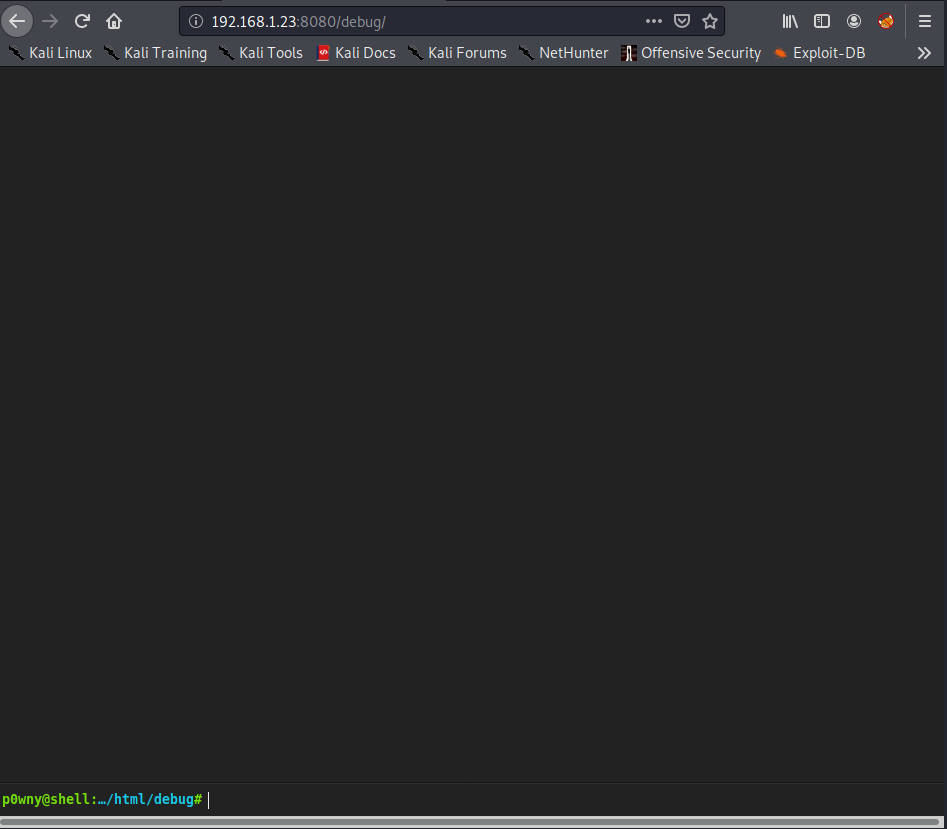 192.168.1.23:8080/debug/
Kali Linux Kali Training Kali Tools Kali Docs Kali Forums NetHunter Offensive Security Exploit-DB
p0wny@shell:…/html/debug#